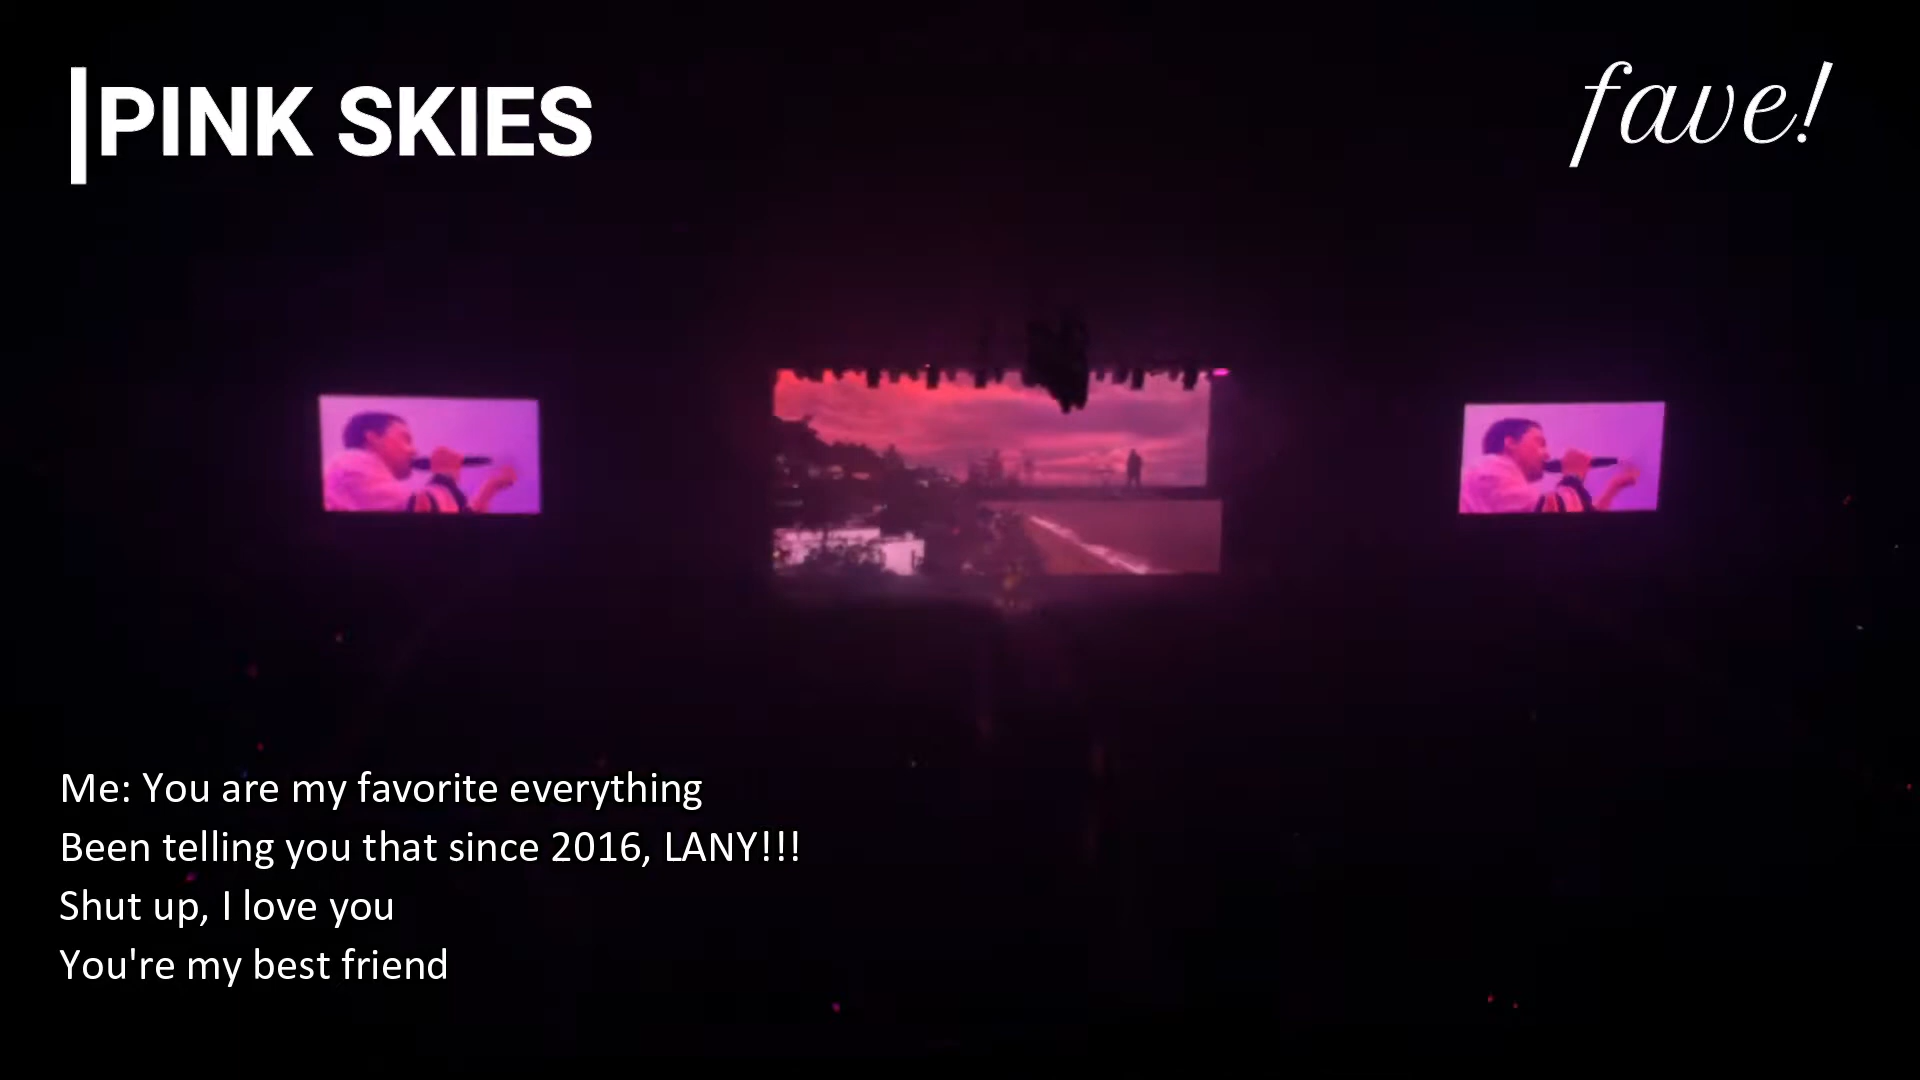 PINK SKIES
fave!
Me: You are my favorite everything
Been telling you that since 2016, LANY!!!
Shut up, I love you
You're my best friend